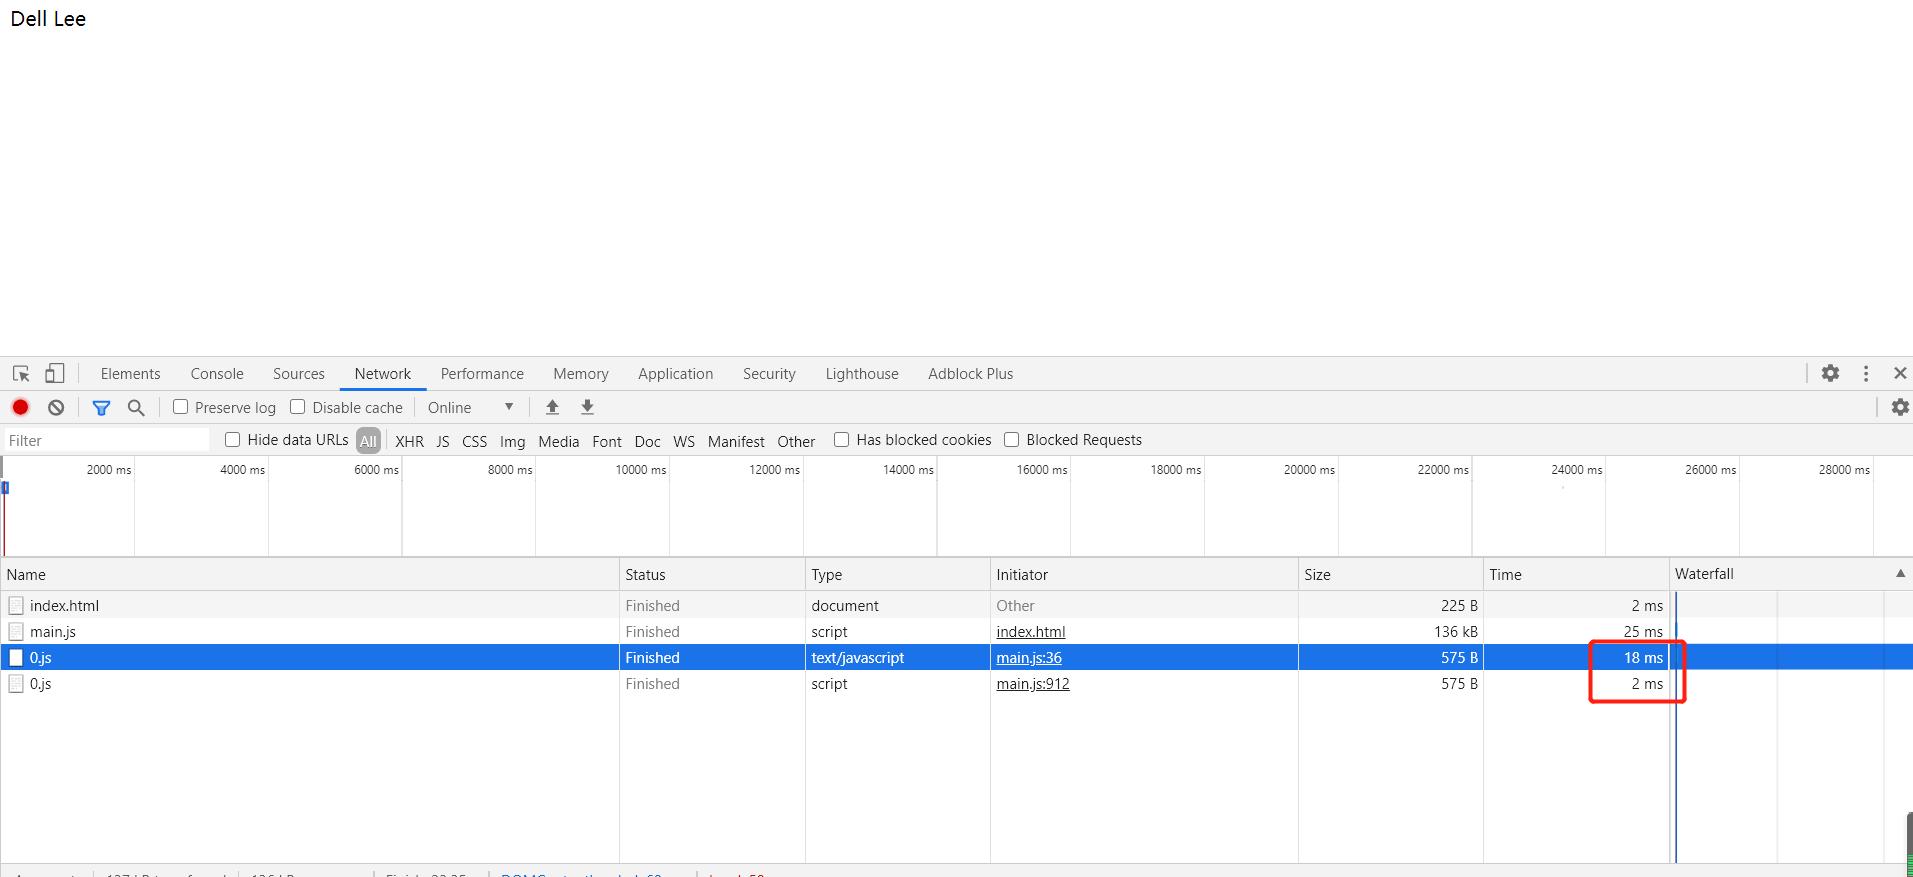 Dell Lee
Elements Console Sources Network Performance Memory Application Security Lighthouse Adblock Plus
Preserve log Disable cache Online
Filter Hide data URLs All XHR JS CSS Img Media Font Doc WS Manifest Other Has blocked cookies Blocked Requests
2000 ms 4000 ms 6000 ms 8000 ms 10000 ms 12000 ms 14000 ms 16000 ms 18000 ms 20000 ms 22000 ms 24000 ms 26000 ms 28000 ms
Name Status Type Initiator Size Time Waterfall
index.html Finished document Other 225 B 2 ms
main.js Finished script index.html 136 kB 25 ms
0.js Finished text/javascript main.js:36 575 B 18 ms
0.js Finished script main.js:912 575 B 2 ms